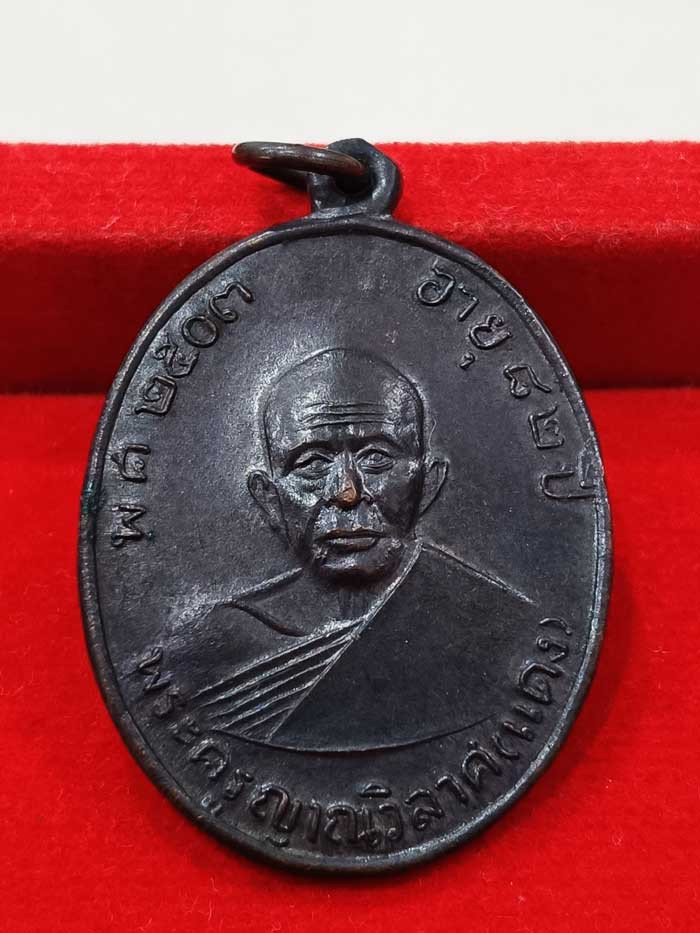 พ ศ ๒๕๐๓
อายุ ๘๒ ปี
พระครูญาณวิลาศ(แดง)